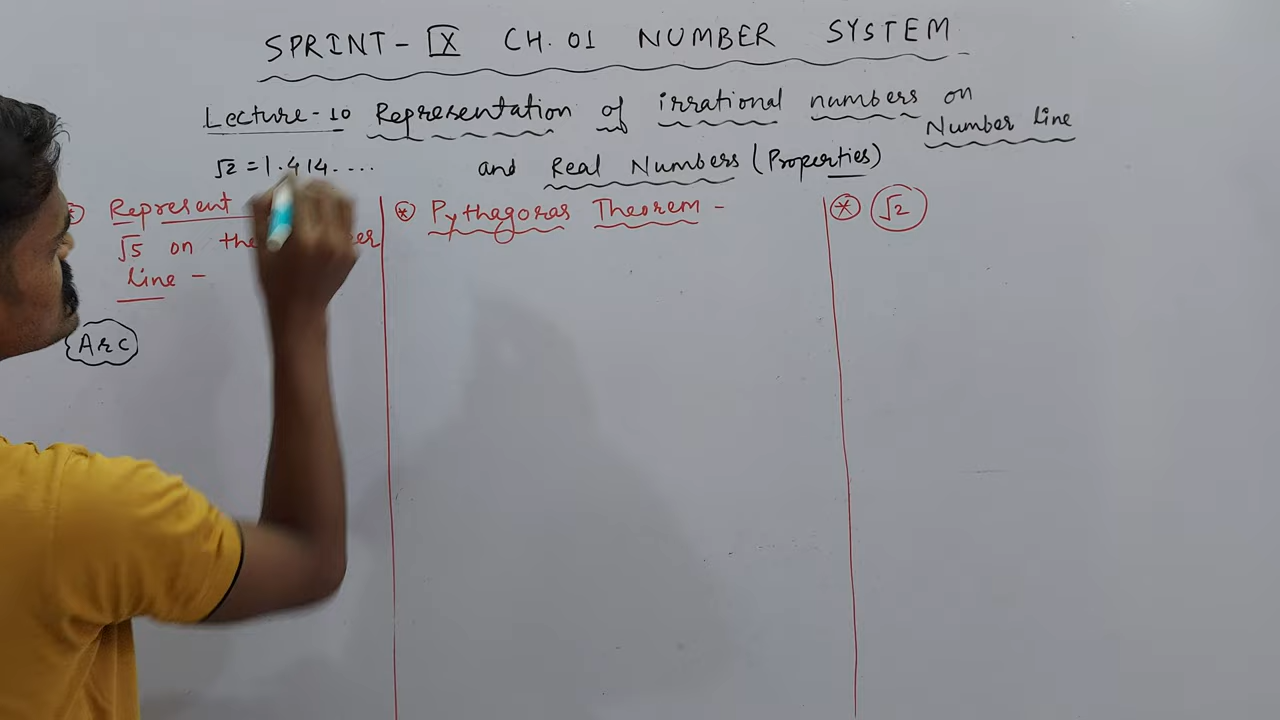 SPRINT- IX CH. 01 NUMBER SYSTEM
Lecture-10 Representation of irrational numbers on
Number line
√2 = 1.414.... and Real Numbers (Properties)
* Represent
√5 on the
line -
Arc
* Pythagoras Theorem -
* √2